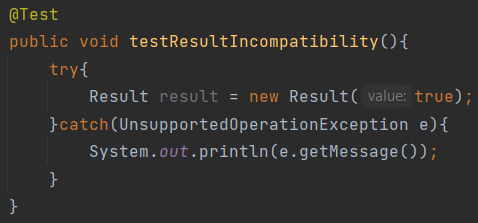 @Test
public void testResultIncompatibility(){
try{
Result result = new Result( value: true);
}catch(UnsupportedOperationException e){
System.out.println(e.getMessage());
}
}